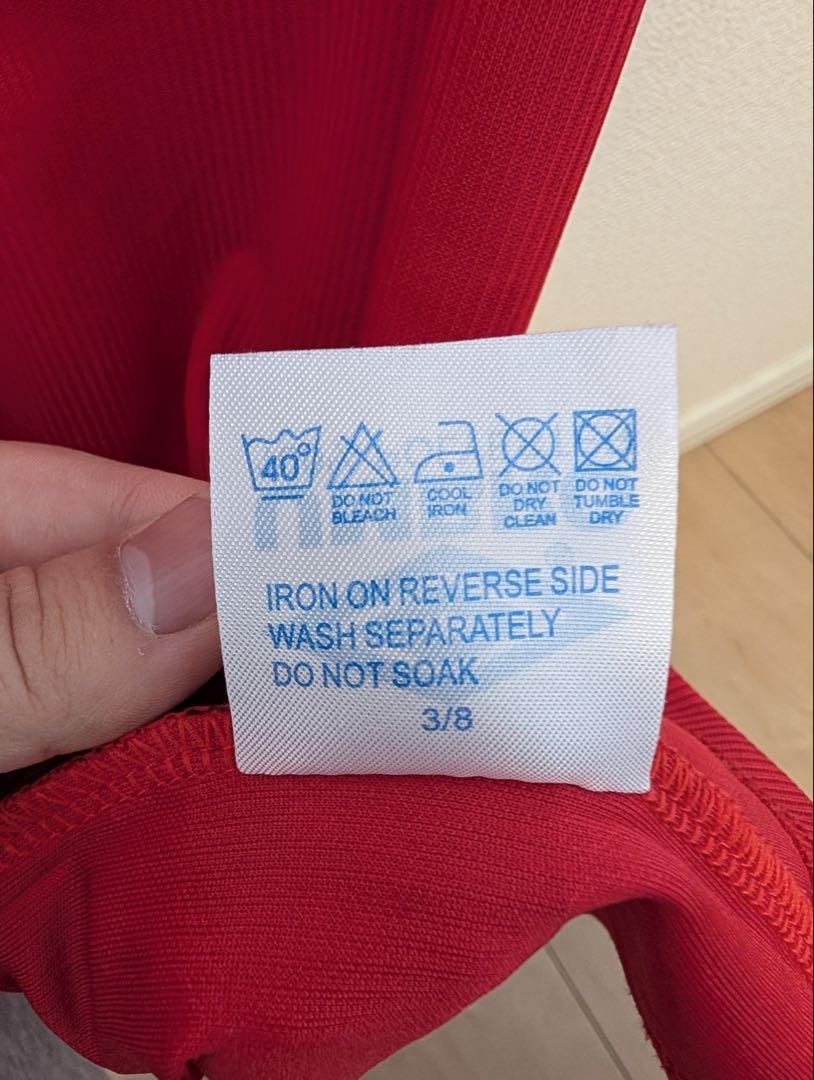 40°
DO NOT
BLEACH
COOL
IRON
DO NOT
DRY
CLEAN
DO NOT
TUMBLE
DRY
IRON ON REVERSE SIDE
WASH SEPARATELY
DO NOT SOAK
3/8